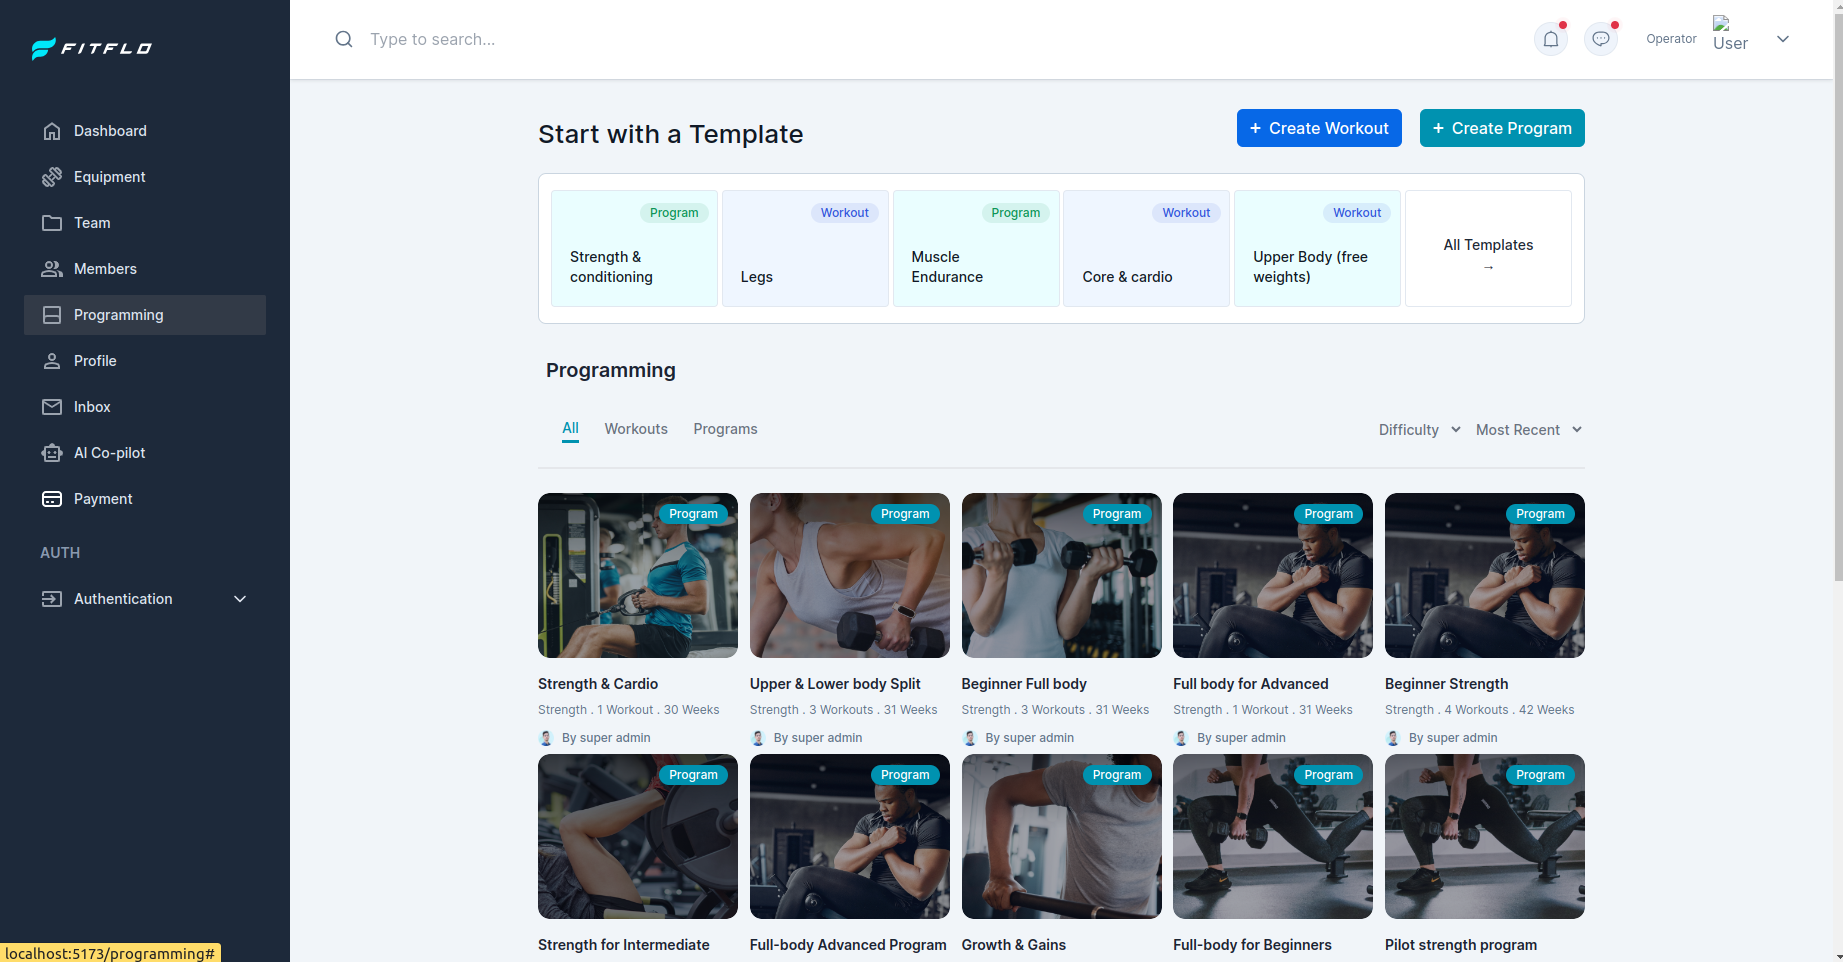 FITFLO
Type to search...
Operator
User
Dashboard
Equipment
Team
Members
Programming
Profile
Inbox
AI Co-pilot
Payment
AUTH
Authentication
Start with a Template
+ Create Workout
+ Create Program
Program
Strength &
conditioning
Workout
Legs
Program
Muscle
Endurance
Workout
Core & cardio
Workout
Upper Body (free
weights)
All Templates
→
Programming
All Workouts Programs
Difficulty
Most Recent
Program
Strength & Cardio
Strength . 1 Workout . 30 Weeks
By super admin
Program
Upper & Lower body Split
Strength . 3 Workouts . 31 Weeks
By super admin
Program
Beginner Full body
Strength . 3 Workouts . 31 Weeks
By super admin
Program
Full body for Advanced
Strength . 1 Workout . 31 Weeks
By super admin
Program
Beginner Strength
Strength . 4 Workouts . 42 Weeks
By super admin
Program
Strength for Intermediate
Program
Full-body Advanced Program
Program
Growth & Gains
Program
Full-body for Beginners
Program
Pilot strength program
localhost:5173/programming#